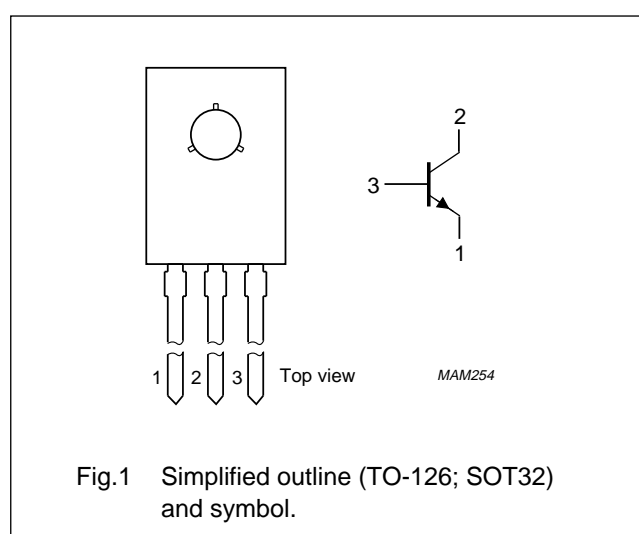 2
3
1
1 2 3 Top view MAM254
Fig.1 Simplified outline (TO-126; SOT32)
and symbol.